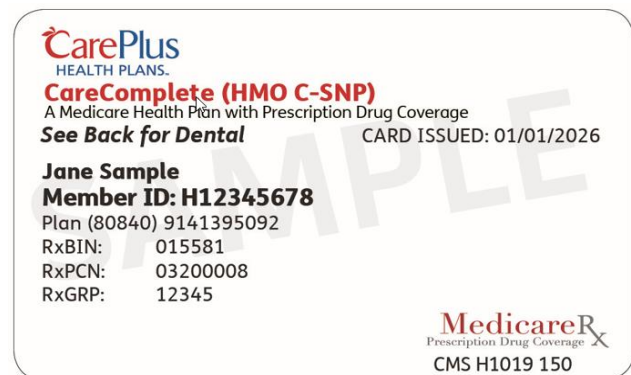 CarePlus
HEALTH PLANS™
CareComplete (HMO C-SNP)
A Medicare Health Plan with Prescription Drug Coverage
See Back for Dental
CARD ISSUED: 01/01/2026
SAMPLE
Jane Sample
Member ID: H12345678
Plan (80840) 9141395092
RxBIN: 015581
RxPCN: 03200008
RxGRP: 12345
MedicareRx
Prescription Drug Coverage
CMS H1019 150